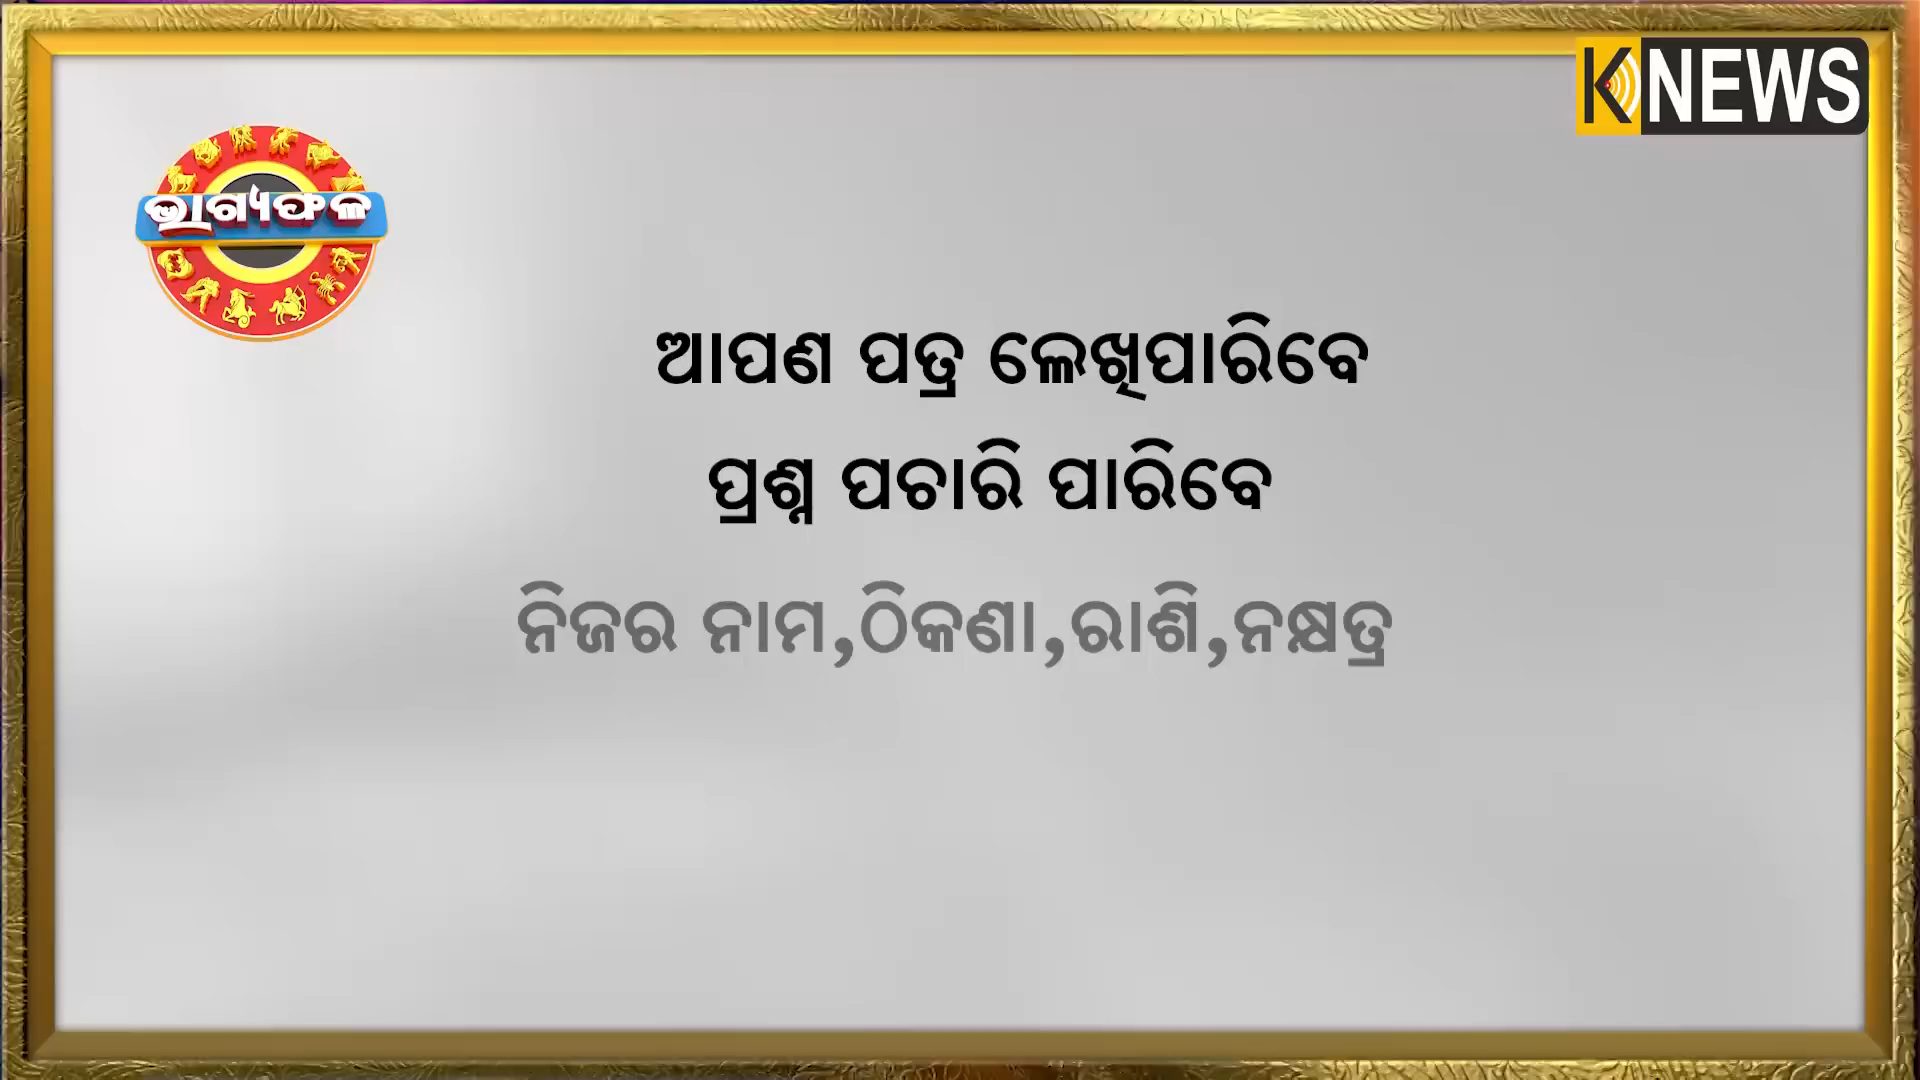 KNEWS
ଭାଗ୍ୟଫଳ
ଆପଣ ପତ୍ର ଲେଖିପାରିବେ
ପ୍ରଶ୍ନ ପଚାରି ପାରିବେ
ନିଜର ନାମ,ଠିକଣା,ରାଶି,ନକ୍ଷତ୍ର